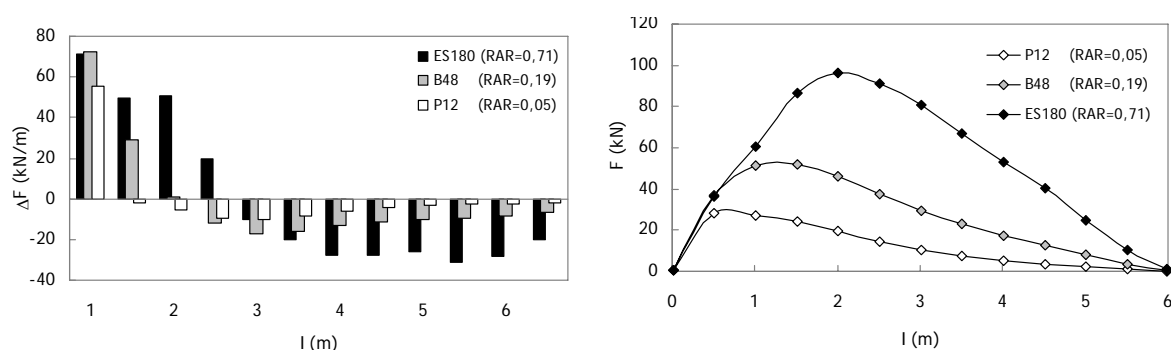 80
60
40
20
0
-20
-40
ΔF (kN/m)
ES180 (RAR=0,71)
B48 (RAR=0,19)
P12 (RAR=0,05)
1 2 3 4 5 6
l (m)
120
100
80
60
40
20
0
F (kN)
P12 (RAR=0,05)
B48 (RAR=0,19)
ES180 (RAR=0,71)
0 1 2 3 4 5 6
l (m)